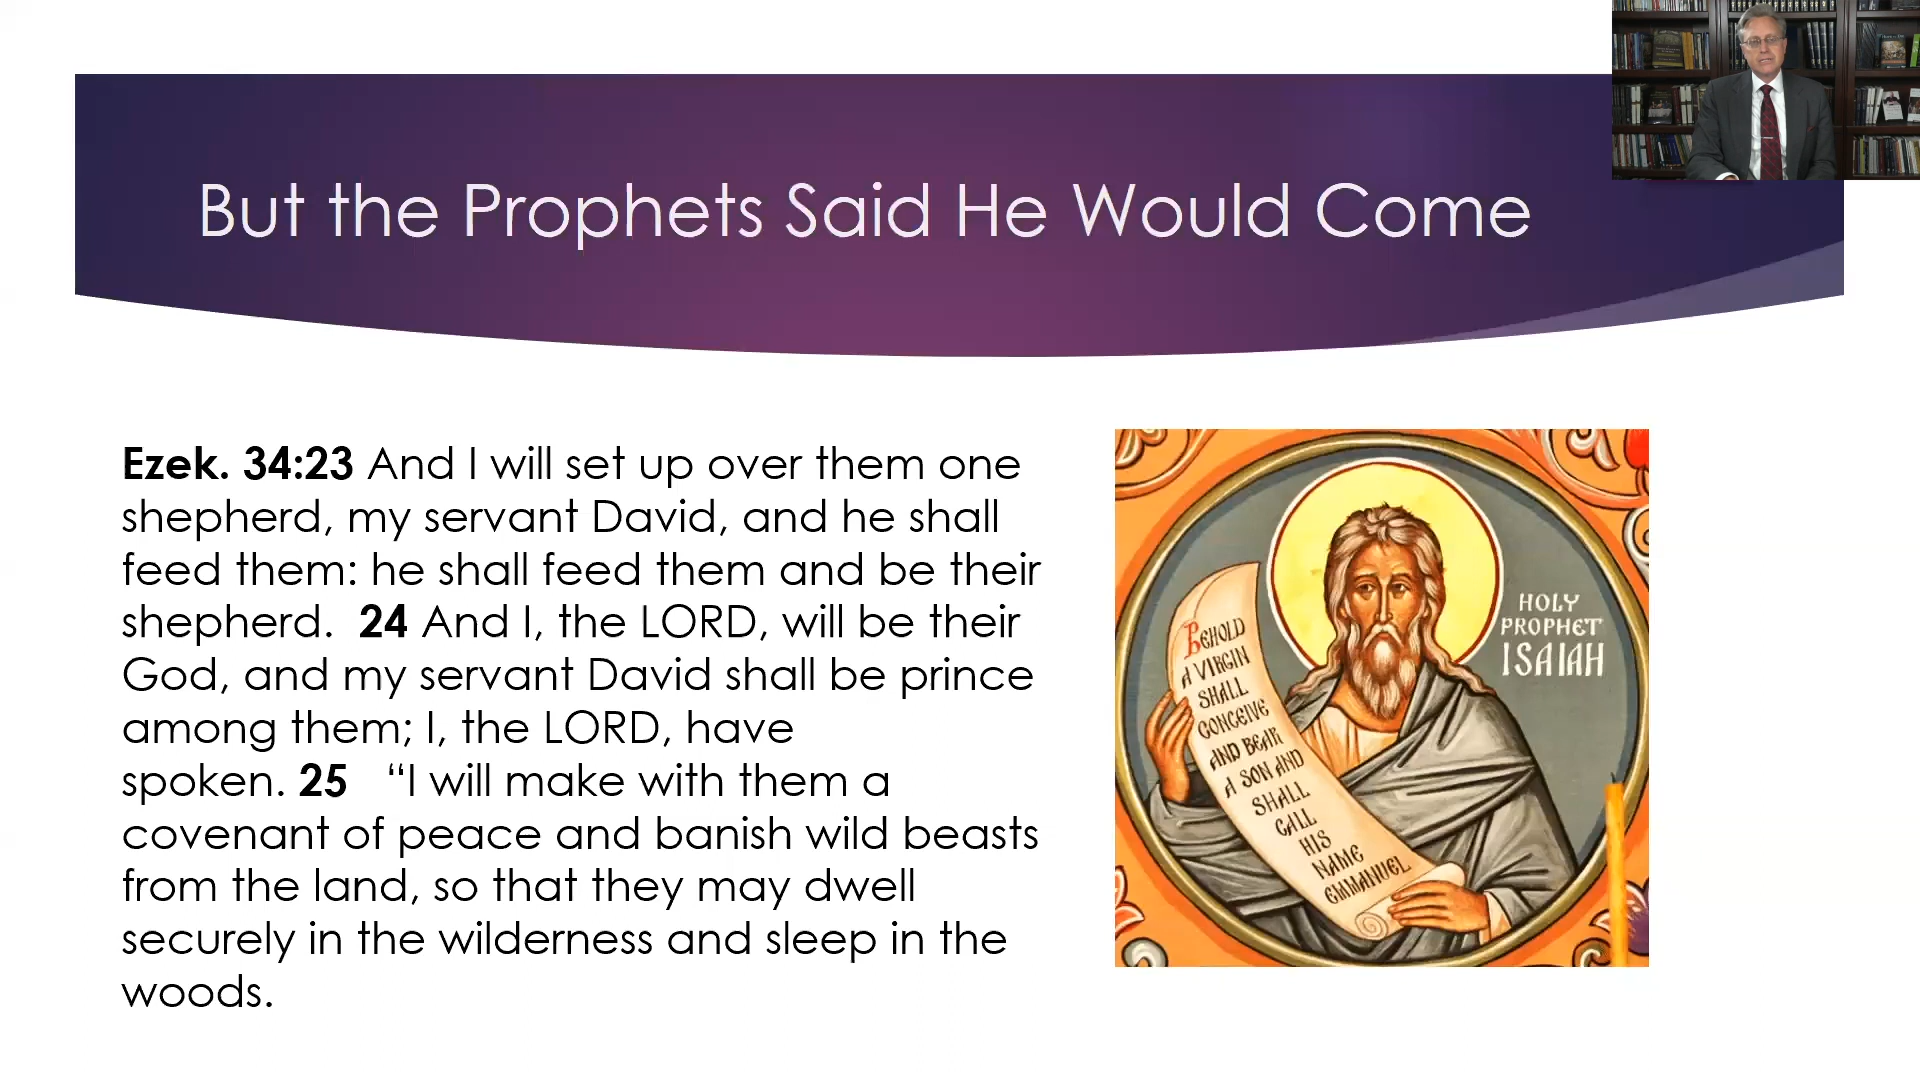 But the Prophets Said He Would Come
Ezek. 34:23 And I will set up over them one
shepherd, my servant David, and he shall
feed them: he shall feed them and be their
shepherd.  24 And I, the LORD, will be their
God, and my servant David shall be prince
among them; I, the LORD, have
spoken. 25   “I will make with them a
covenant of peace and banish wild beasts
from the land, so that they may dwell
securely in the wilderness and sleep in the
woods.
BEHOLD
A VIRGIN
SHALL
CONCEIVE
AND BEAR
A SON AND
SHALL
CALL
HIS
NAME
EMMANUEL
HOLY
PROPHET
ISAIAH